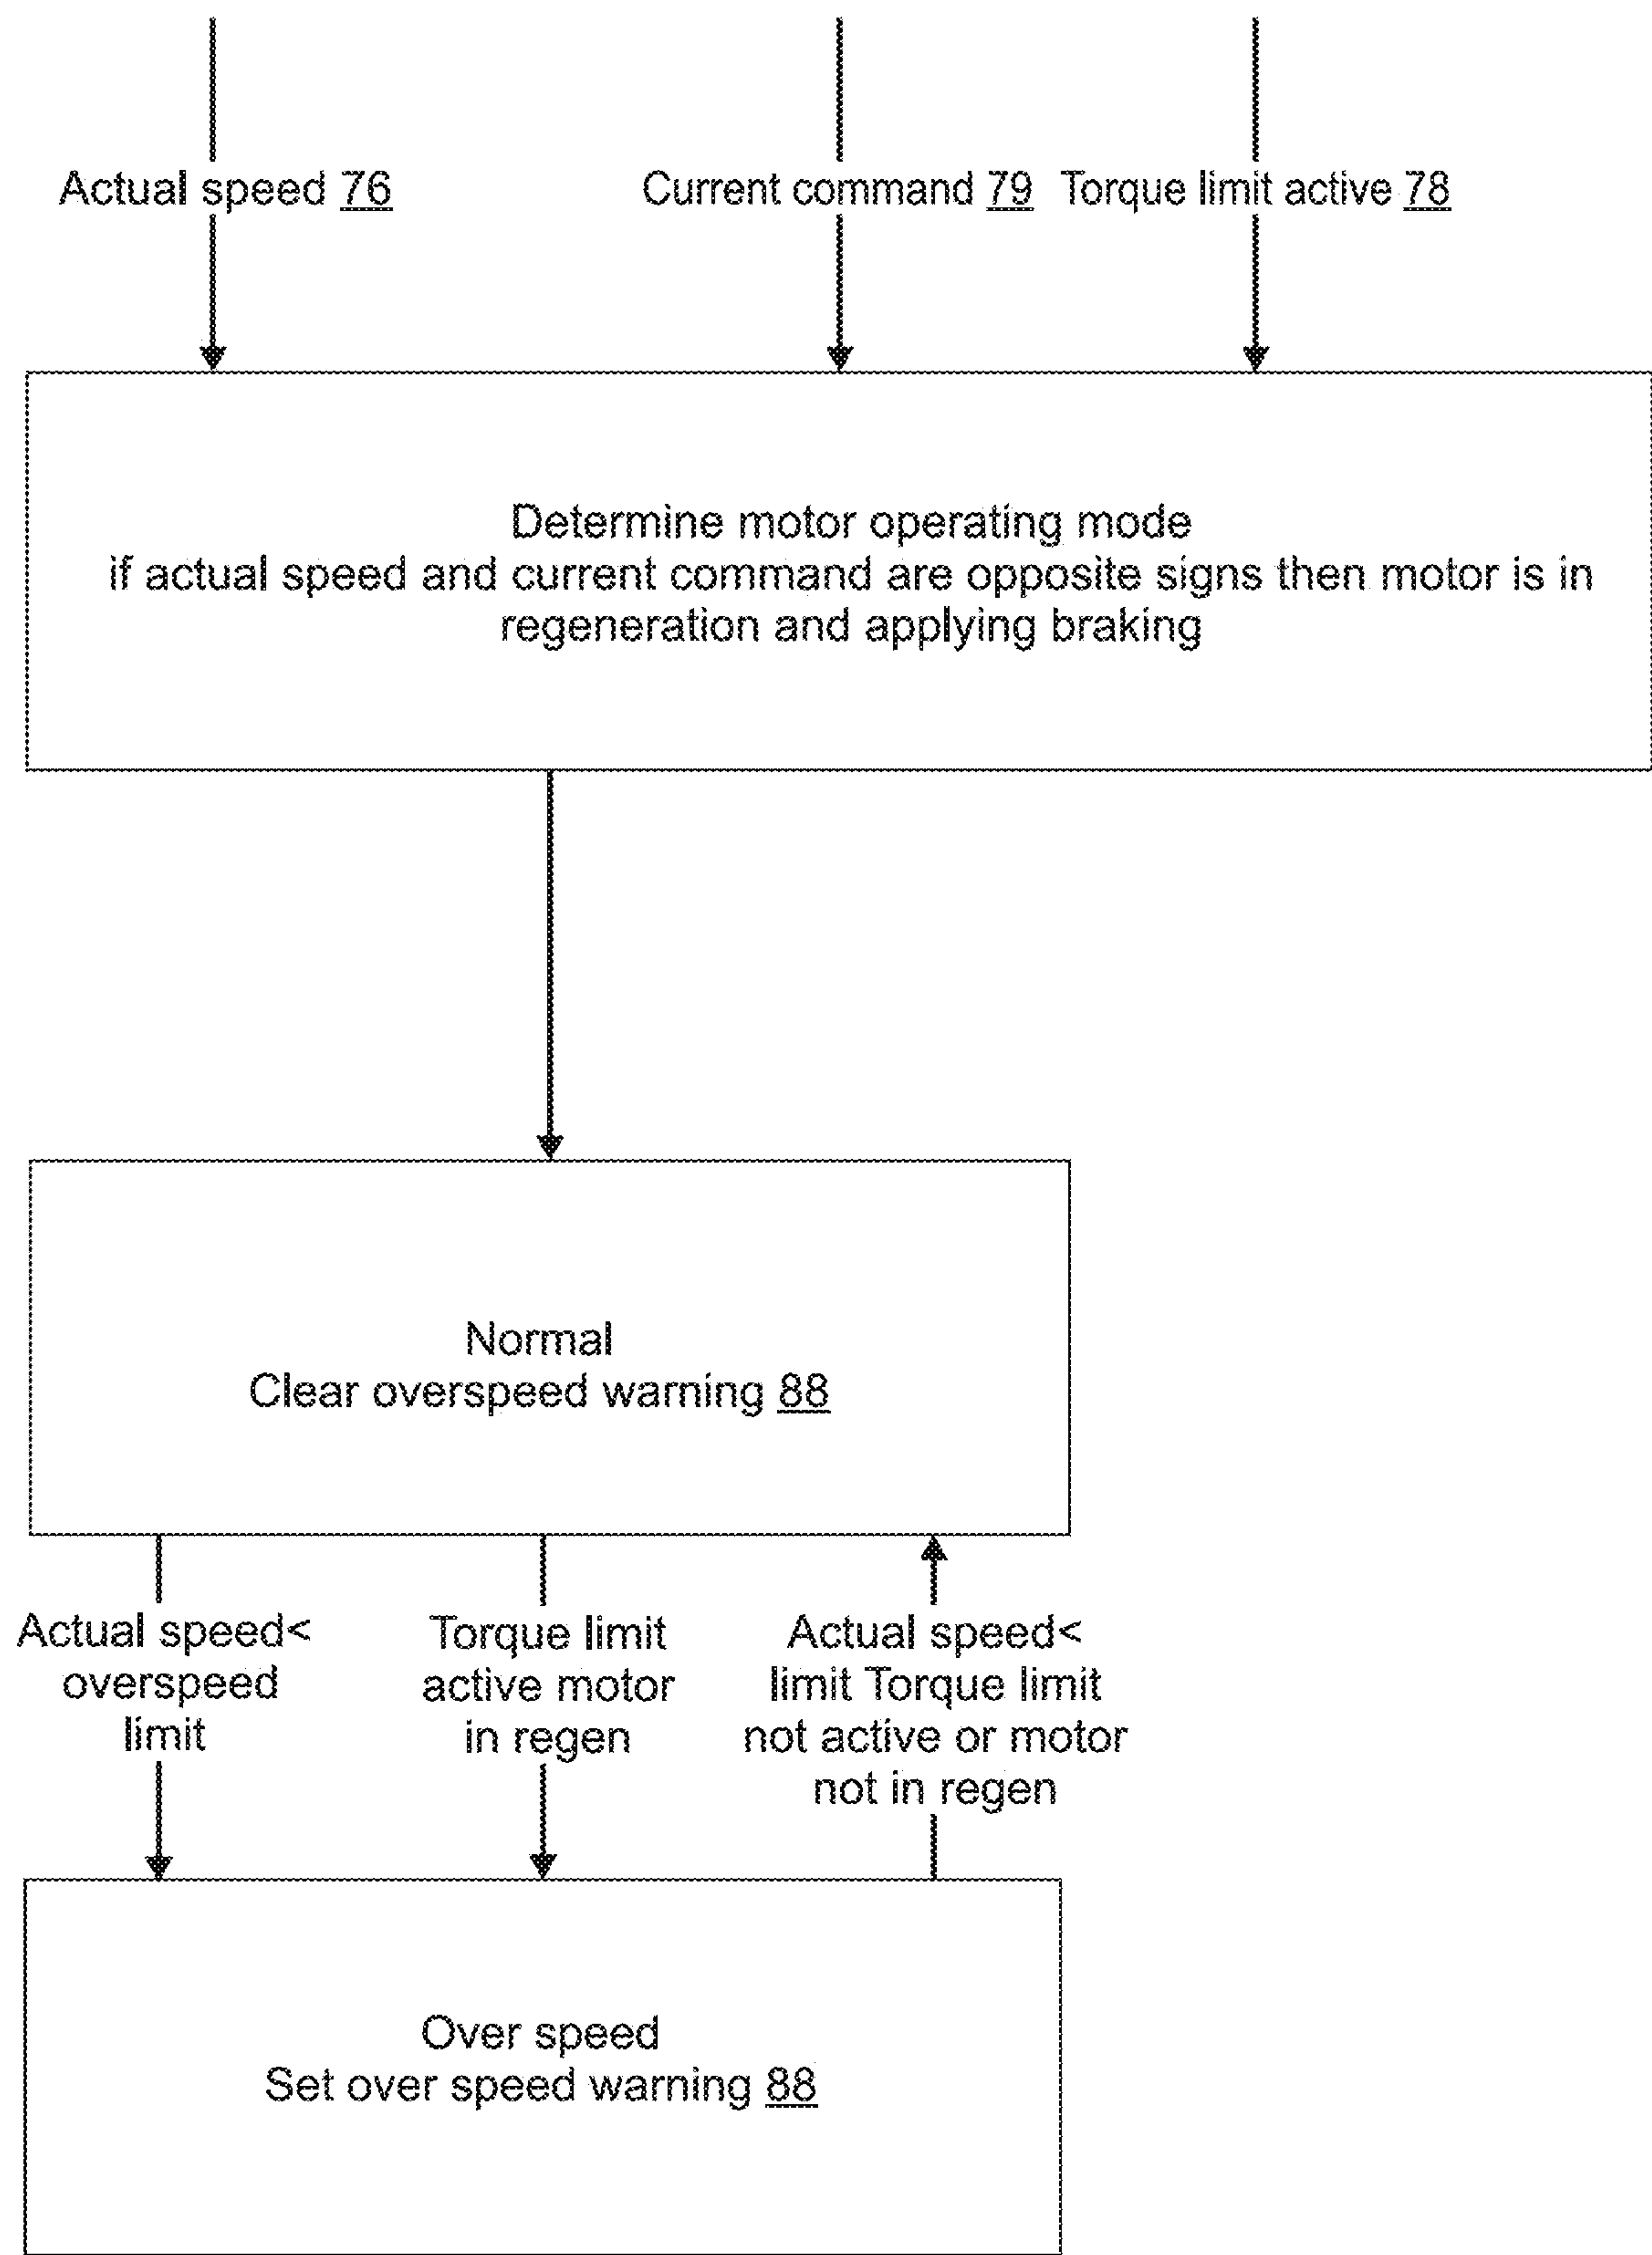 Actual speed 76
Current command 79
Torque limit active 78
Determine motor operating mode
if actual speed and current command are opposite signs then motor is in
regeneration and applying braking
Normal
Clear overspeed warning 88
Actual speed<
overspeed
limit
Torque limit
active motor
in regen
Actual speed<
limit Torque limit
not active or motor
not in regen
Over speed
Set over speed warning 88